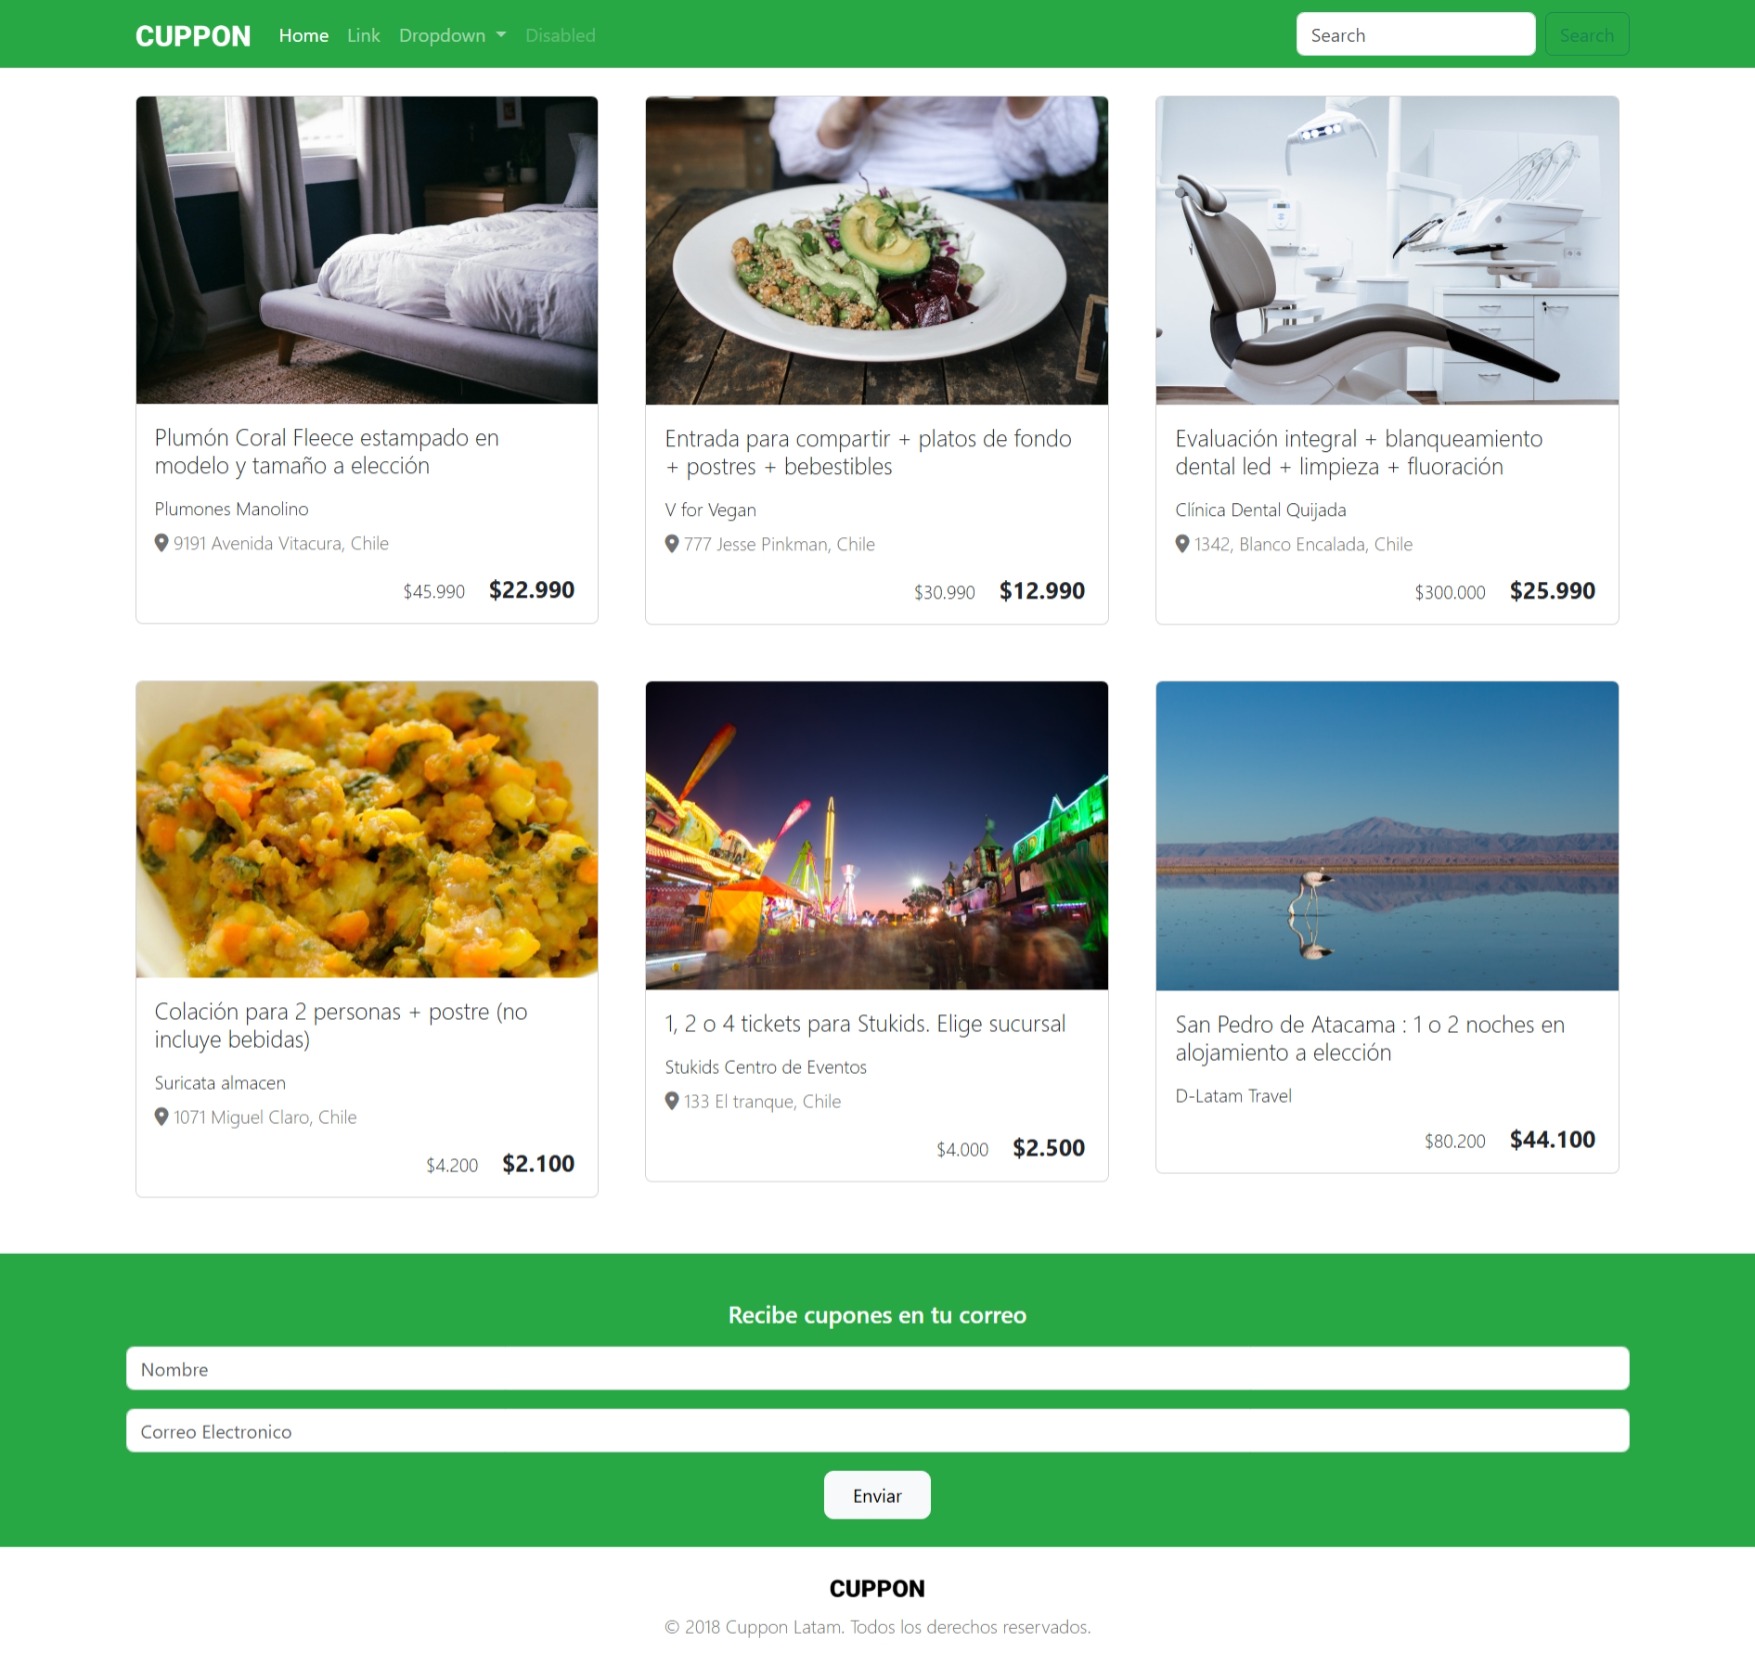 CUPPON Home Link Dropdown Disabled Search Search
Plumón Coral Fleece estampado en
modelo y tamaño a elección
Plumones Manolino
9191 Avenida Vitacura, Chile
$45.990 $22.990
Entrada para compartir + platos de fondo
+ postres + bebestibles
V for Vegan
777 Jesse Pinkman, Chile
$30.990 $12.990
Evaluación integral + blanqueamiento
dental led + limpieza + fluoración
Clínica Dental Quijada
1342, Blanco Encalada, Chile
$300.000 $25.990
Colación para 2 personas + postre (no
incluye bebidas)
Suricata almacen
1071 Miguel Claro, Chile
$4.200 $2.100
1, 2 o 4 tickets para Stukids. Elige sucursal
Stukids Centro de Eventos
133 El tranque, Chile
$4.000 $2.500
San Pedro de Atacama : 1 o 2 noches en
alojamiento a elección
D-Latam Travel
$80.200 $44.100
Recibe cupones en tu correo
Nombre
Correo Electronico
Enviar
CUPPON
© 2018 Cuppon Latam. Todos los derechos reservados.